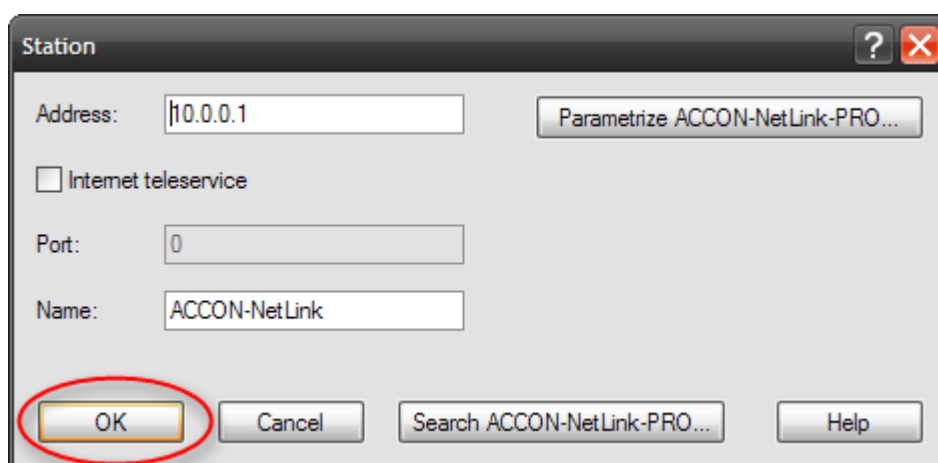 Station
Address: 10.0.0.1 Parametrize ACCON-NetLink-PRO...
Internet teleservice
Port: 0
Name: ACCON-NetLink
OK Cancel Search ACCON-NetLink-PRO... Help